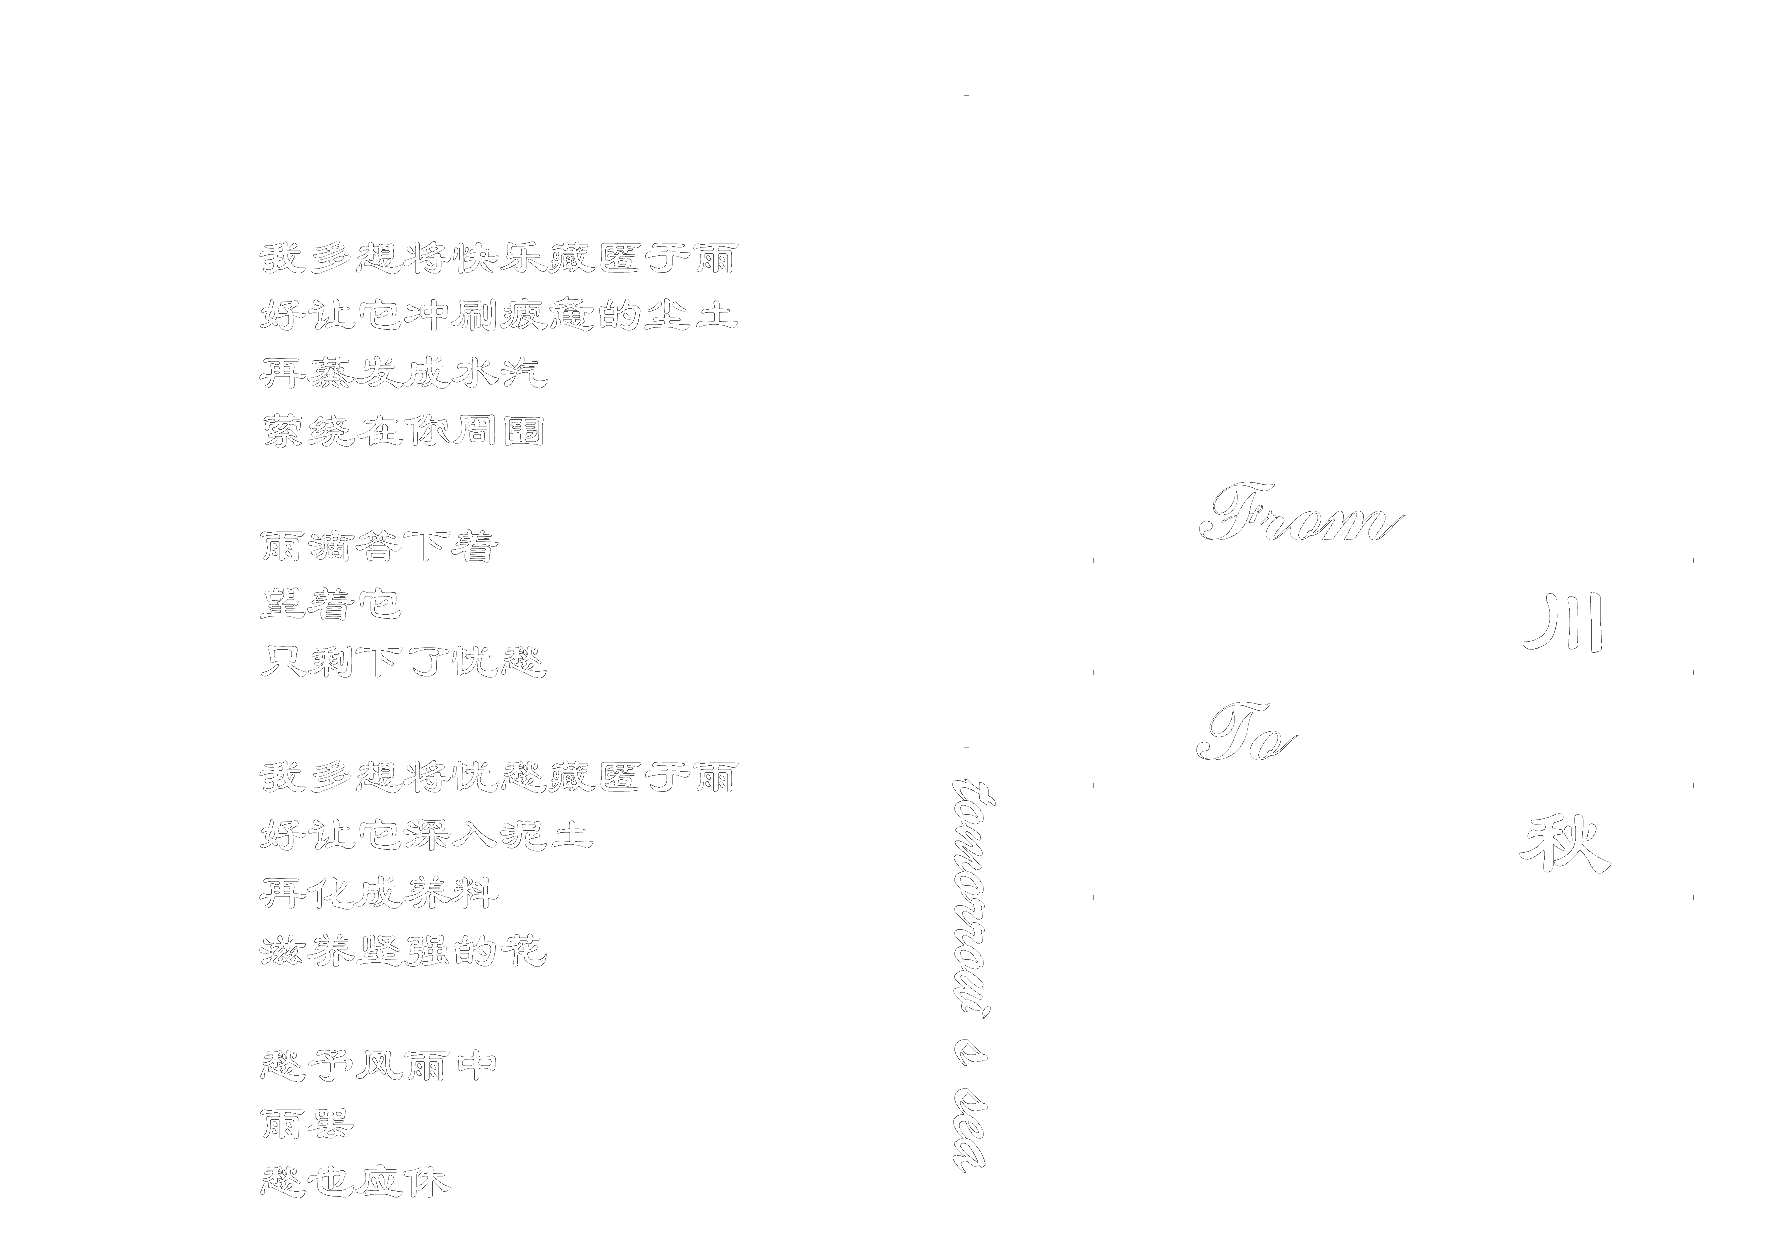 我多想将快乐藏匿于雨
好让它冲刷疲惫的尘土
再蒸发成水汽
萦绕在你周围
雨滴答下着
望着它
只剩下了忧愁
我多想将忧愁藏匿于雨
好让它深入泥土
再化成养料
滋养坚强的花
愁予风雨中
雨罢
愁也应休
tomorrow s sea
From
川
To
秋